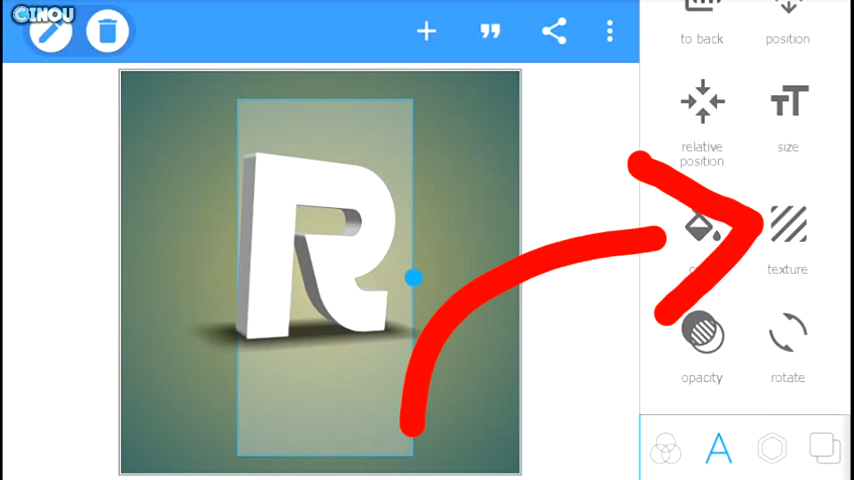 CINOU
to back
position
relative
position
size
texture
opacity
rotate
R
A